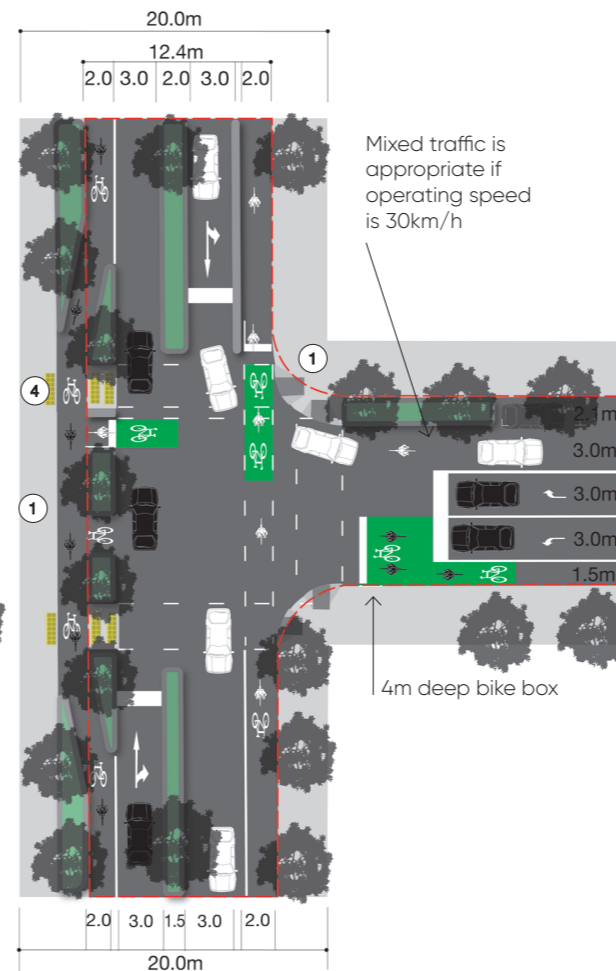 20.0m
12.4m
2.0 3.0 2.0 3.0 2.0
Mixed traffic is
appropriate if
operating speed
is 30km/h
1
4
2.1m
3.0m
3.0m
1
3.0m
1.5m
4m deep bike box
2.0 3.0 1.5 3.0 2.0
20.0m